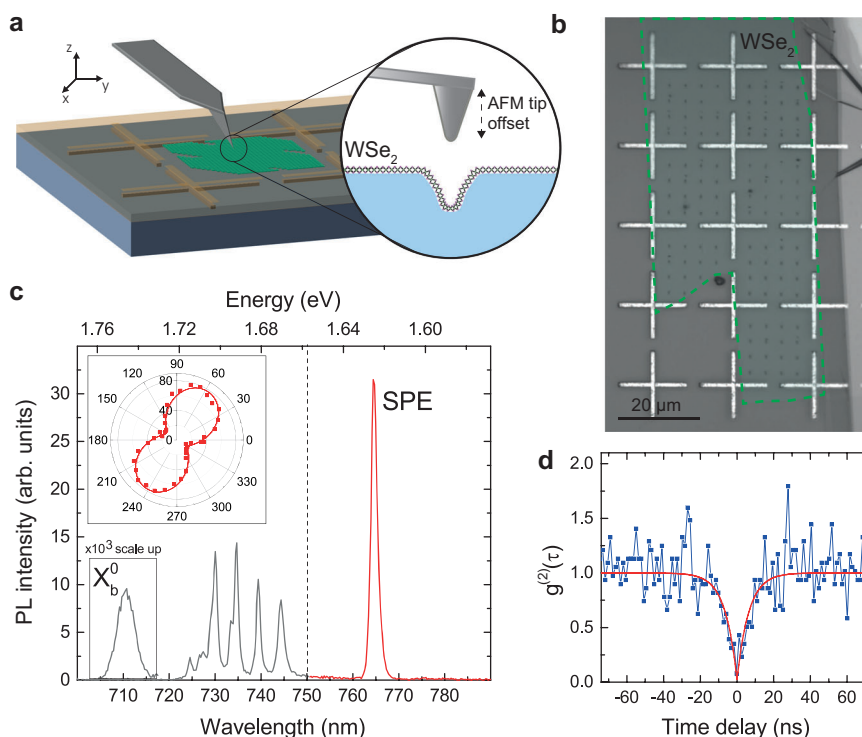 a
z
x
y
AFM tip
offset
WSe2
b
WSe2
20 µm
c
Energy (eV)
1.76
1.72
1.68
1.64
1.60
PL intensity (arb. units)
30
25
20
15
10
5
0
90
120
60
150
30
180
0
210
330
240
300
270
80
40
0
SPE
x10^3 scale up
X_b^0
710
720
730
740
750
760
770
780
Wavelength (nm)
d
g(2)(τ)
2.0
1.5
1.0
0.5
0.0
-60
-40
-20
0
20
40
60
Time delay (ns)